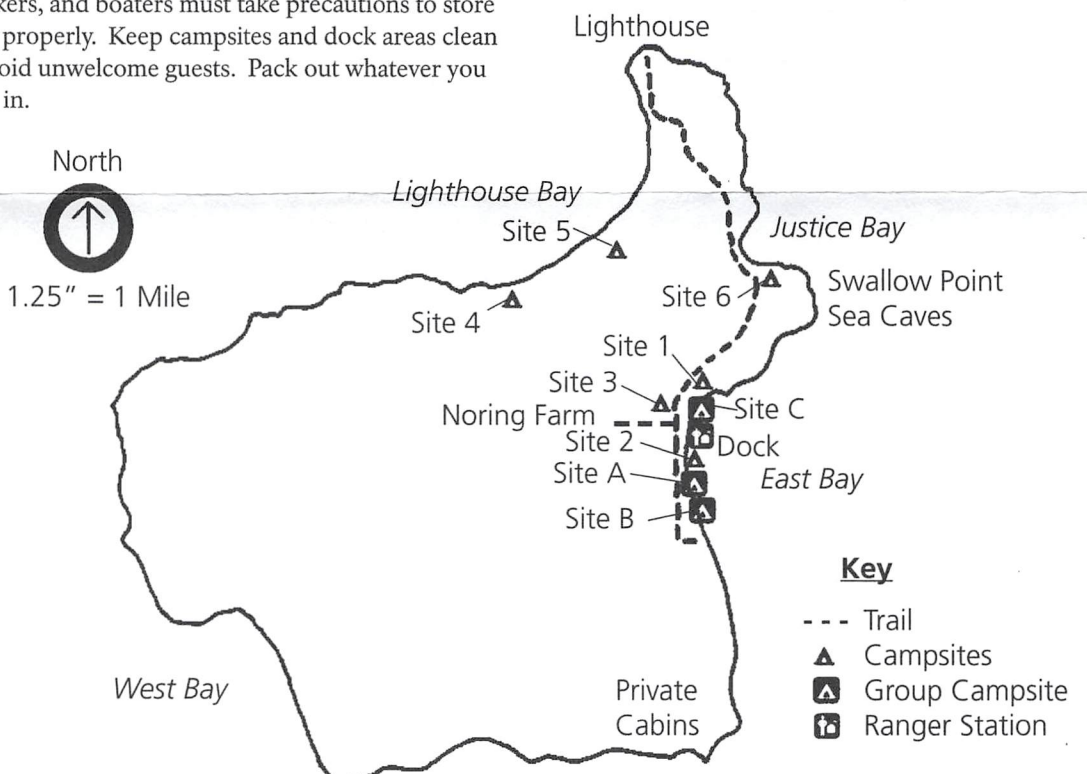 kers, and boaters must take precautions to store
properly. Keep campsites and dock areas clean
oid unwelcome guests. Pack out whatever you
in.
Lighthouse
North
Lighthouse Bay
Site 5
Justice Bay
1.25" = 1 Mile
Site 4
Site 6
Swallow Point
Sea Caves
Site 1
Site 3
Site C
Noring Farm
Site 2
Dock
Site A
East Bay
Site B
Key
Trail
Campsites
Group Campsite
Ranger Station
West Bay
Private
Cabins